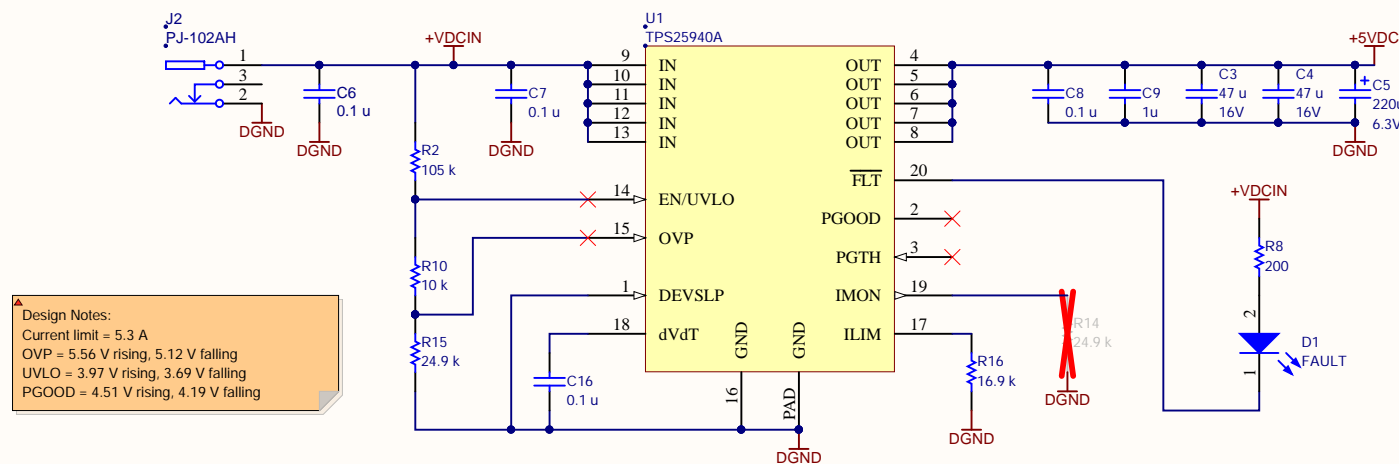 J2
PJ-102AH
1
3
2
DGND
C6
0.1 u
DGND
+VDCIN
C7
0.1 u
DGND
R2
105 k
R10
10 k
R15
24.9 k
C16
0.1 u
U1
TPS25940A
9 IN
10 IN
11 IN
12 IN
13 IN
14 EN/UVLO
15 OVP
1 DEVSLP
18 dVdT
OUT 4
OUT 5
OUT 6
OUT 7
OUT 8
FLT 20
PGOOD 2
PGTH 3
IMON 19
ILIM 17
GND
16
GND
PAD
DGND
R16
16.9 k
DGND
R14
24.9 k
DGND
+5VDC
C8
0.1 u
C9
1u
C3
47 u
16V
C4
47 u
16V
+
C5
220u
6.3V
DGND
+VDCIN
R8
200
2
D1
FAULT
1
Design Notes:
Current limit = 5.3 A
OVP = 5.56 V rising, 5.12 V falling
UVLO = 3.97 V rising, 3.69 V falling
PGOOD = 4.51 V rising, 4.19 V falling